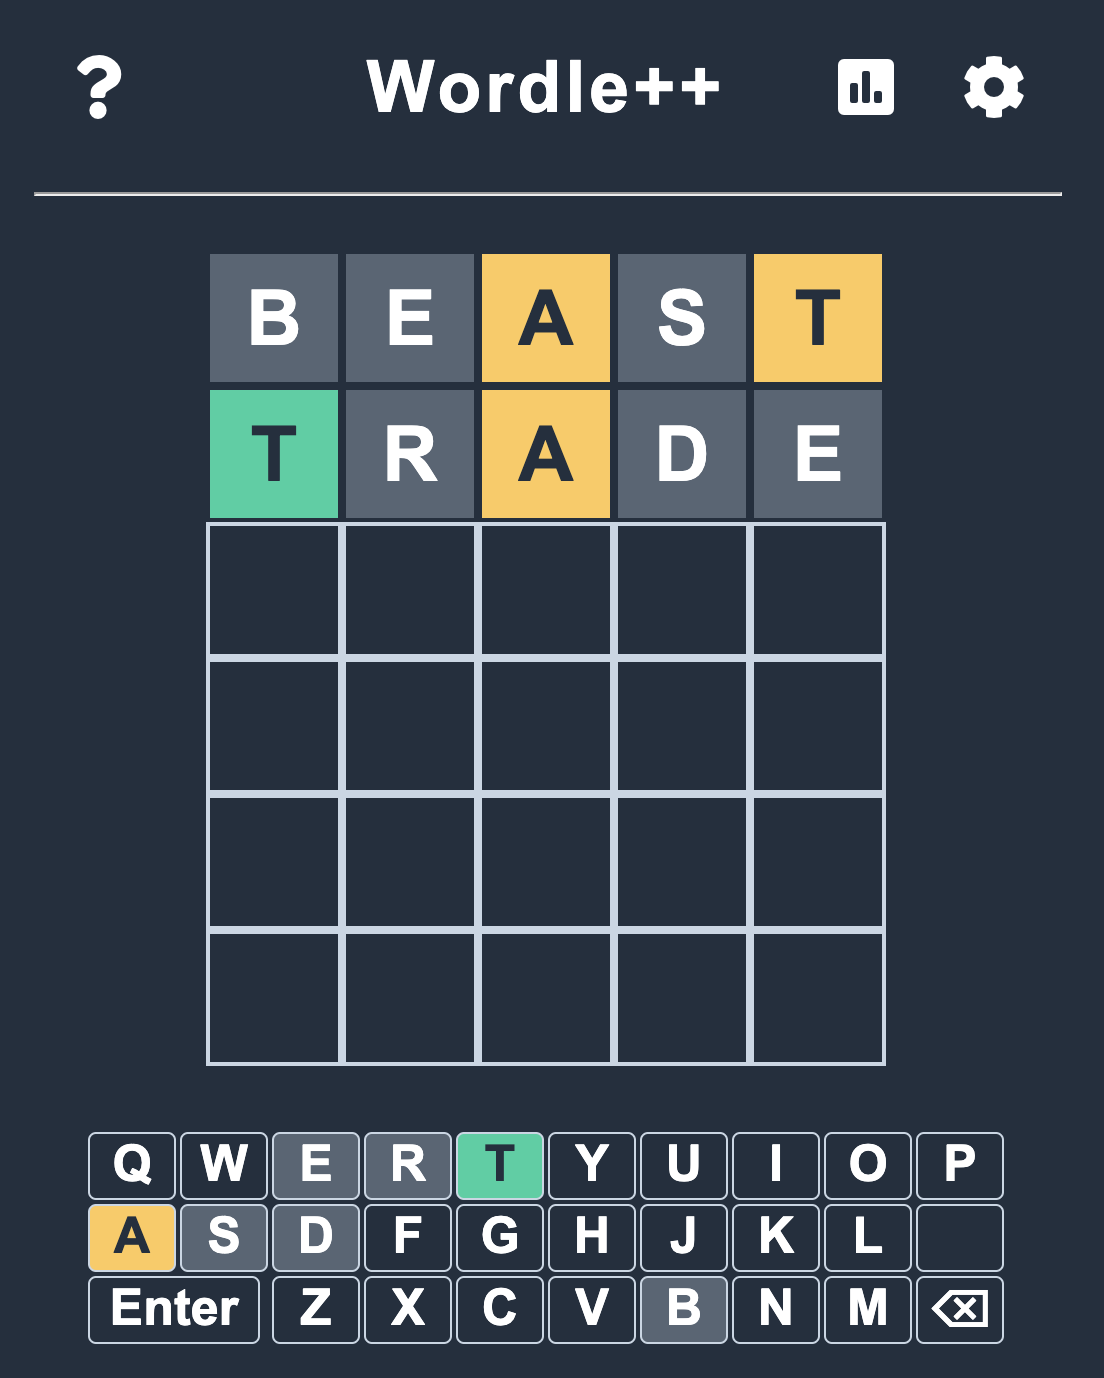 ? Wordle++
B E A S T
T R A D E
Q W E R T Y U I O P
A S D F G H J K L
Enter Z X C V B N M